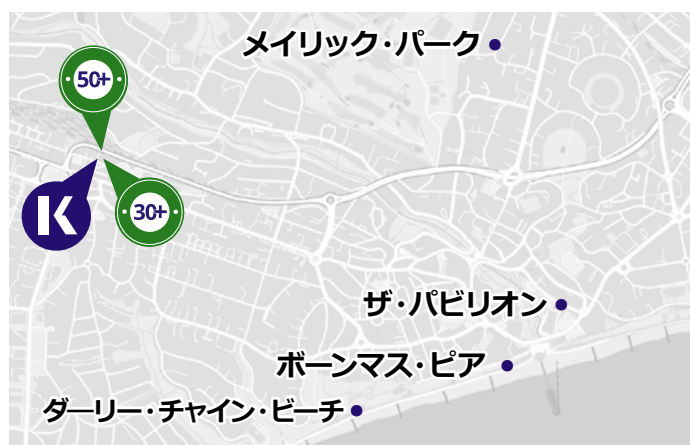 メイリック・パーク
50+
K
30+
ザ・パビリオン
ボーンマス・ピア
ダーリー・チャイン・ビーチ